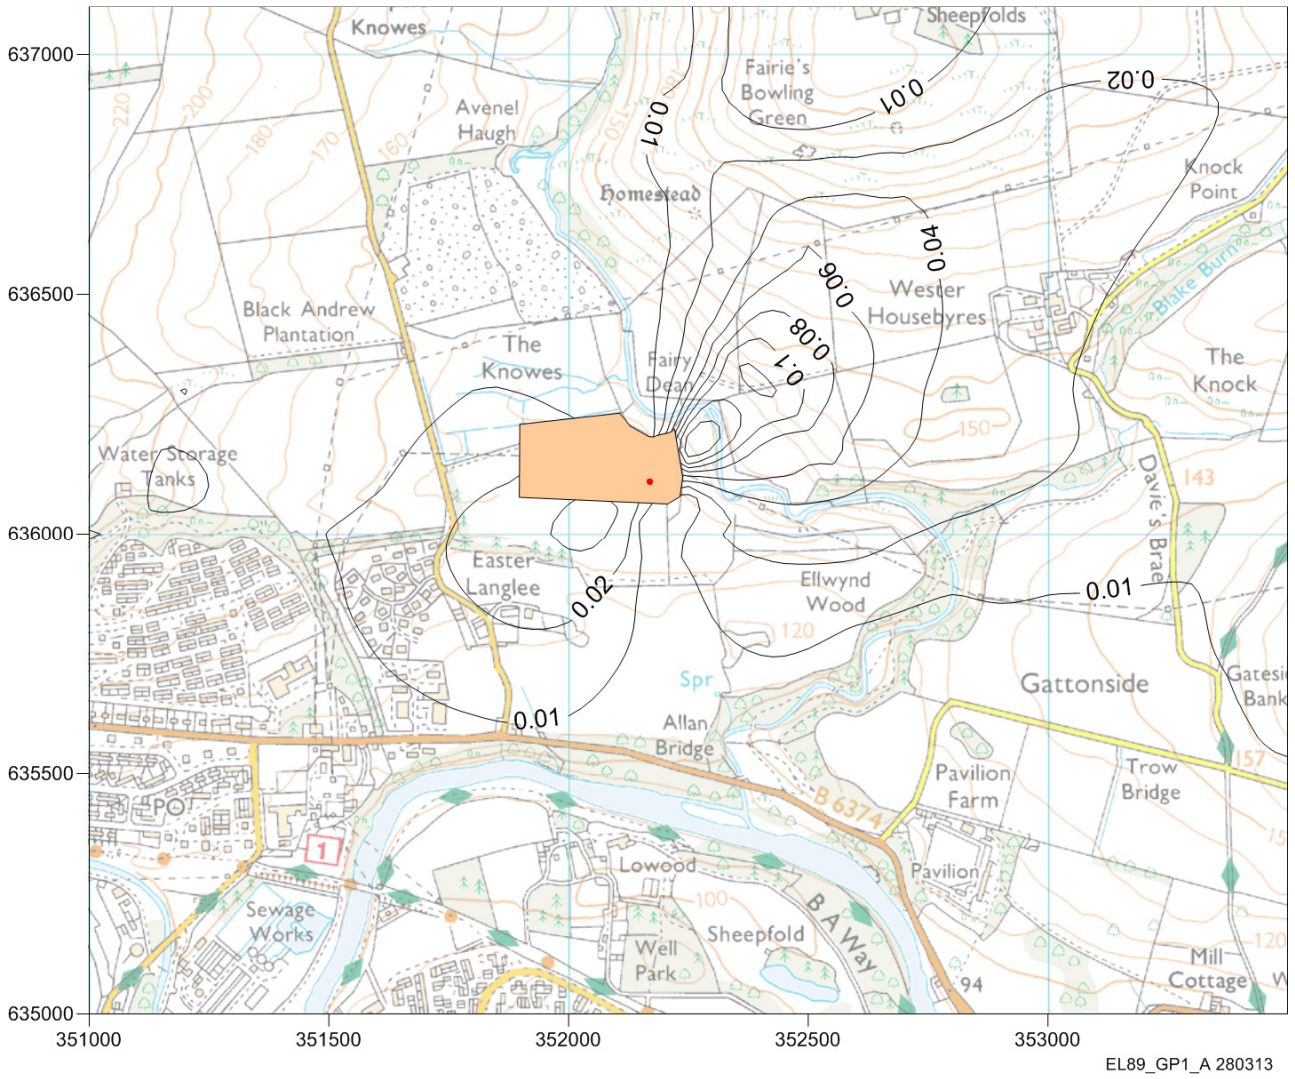 637000
636500
636000
635500
635000
351000
351500
352000
352500
353000
Knowes
Sheepfolds
220
200
180
170
160
150
Avenel
Haugh
Fairie's
Bowling
Green
0.01
0.01
0.02
Homestead
Knock
Point
0.04
0.06
0.08
0.1
Wester
Housebyres
Blake Burn
Black Andrew
Plantation
The
Knowes
Fairy
Dean
The
Knock
150
Water Storage
Tanks
Davie's Brae
143
Easter
Langlee
0.02
Ellwynd
Wood
120
0.01
Spr
Gattonside
Allan
Bridge
0.01
157
Pavilion
Farm
Trow
Bridge
B 6374
PO
1
Lowood
Pavilion
100
Sewage
Works
Well
Park
Sheepfold
B A Way
94
120
Mill
Cottage
EL89_GP1_A 280313